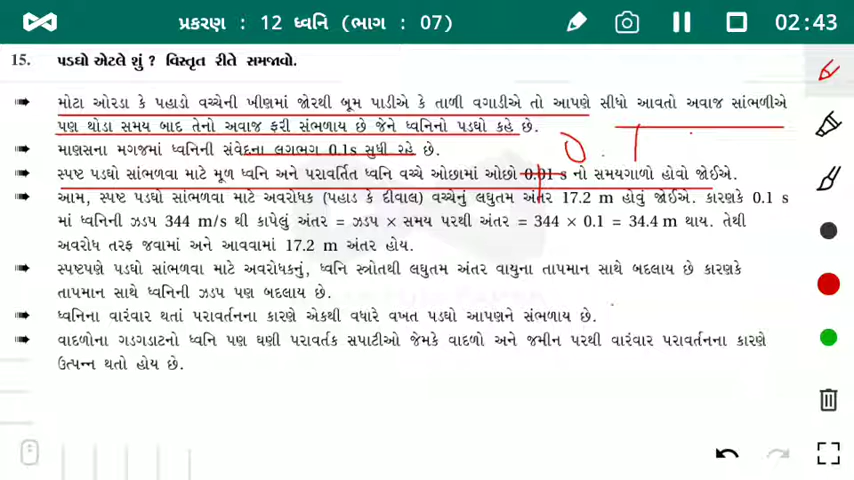 પ્રકરણ : 12 ધ્વનિ (ભાગ : 07)
02:43
15. પડઘો એટલે શું ? વિસ્તૃત રીતે સમજાવો.
મોટા ઓરડા કે પહાડો વચ્ચેની ખીણમાં જોરથી બૂમ પાડીએ કે તાળી વગાડીએ તો આપણે સીધો આવતો અવાજ સાંભળીએ
પણ થોડા સમય બાદ તેનો અવાજ ફરી સંભળાય છે જેને ધ્વનિનો પડઘો કહે છે.
માણસના મગજમાં ધ્વનિની સંવેદના લગભગ 0.1s સુધી રહે છે.
સ્પષ્ટ પડઘો સાંભળવા માટે મૂળ ધ્વનિ અને પરાવર્તિત ધ્વનિ વચ્ચે ઓછામાં ઓછો 0.01 s નો સમયગાળો હોવો જોઈએ.
આમ, સ્પષ્ટ પડઘો સાંભળવા માટે અવરોધક (પહાડ કે દીવાલ) વચ્ચેનું લઘુતમ અંતર 17.2 m હોવું જોઈએ. કારણકે 0.1 s
માં ધ્વનિની ઝડપ 344 m/s થી કાપેલું અંતર = ઝડપ × સમય પરથી અંતર = 344 × 0.1 = 34.4 m થાય. તેથી
અવરોધ તરફ જવામાં અને આવવામાં 17.2 m અંતર હોય.
સ્પષ્ટપણે પડઘો સાંભળવા માટે અવરોધકનું, ધ્વનિ સ્ત્રોતથી લઘુતમ અંતર વાયુના તાપમાન સાથે બદલાય છે કારણકે
તાપમાન સાથે ધ્વનિની ઝડપ પણ બદલાય છે.
ધ્વનિના વારંવાર થતાં પરાવર્તનના કારણે એકથી વધારે વખત પડઘો આપણને સંભળાય છે.
વાદળોના ગડગડાટનો ધ્વનિ પણ ઘણી પરાવર્તક સપાટીઓ જેમકે વાદળો અને જમીન પરથી વારંવાર પરાવર્તનના કારણે
ઉત્પન્ન થતો હોય છે.